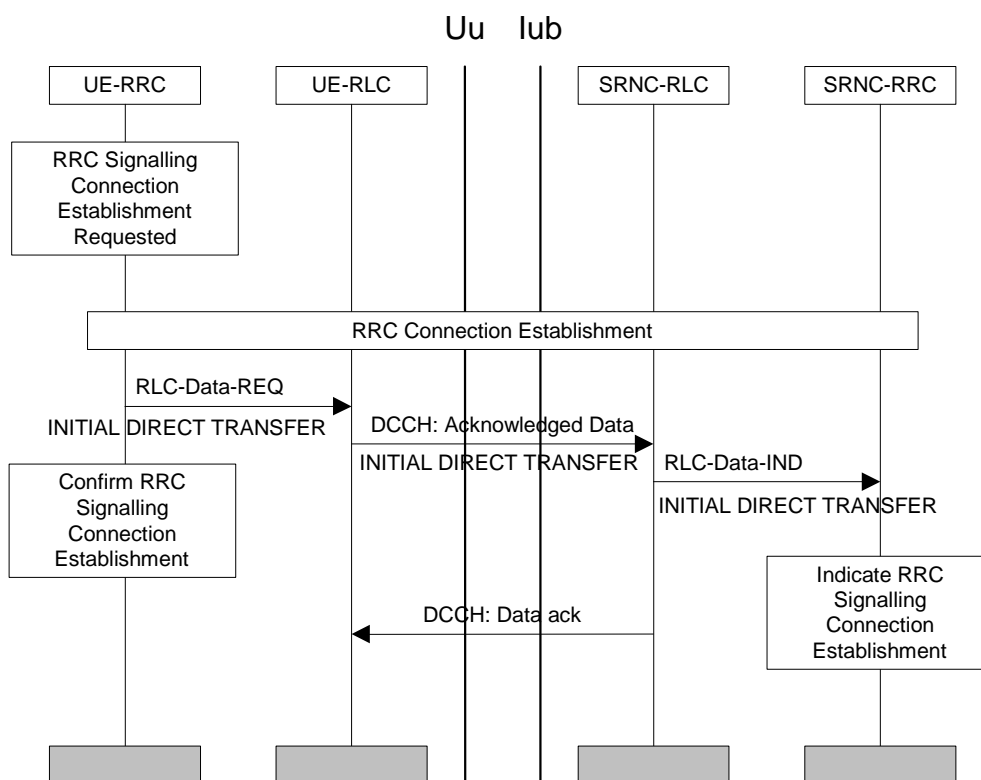 Uu Iub
UE-RRC UE-RLC SRNC-RLC SRNC-RRC
RRC Signalling
Connection
Establishment
Requested
RRC Connection Establishment
RLC-Data-REQ
INITIAL DIRECT TRANSFER
DCCH: Acknowledged Data
INITIAL DIRECT TRANSFER
RLC-Data-IND
INITIAL DIRECT TRANSFER
Confirm RRC
Signalling
Connection
Establishment
Indicate RRC
Signalling
Connection
Establishment
DCCH: Data ack